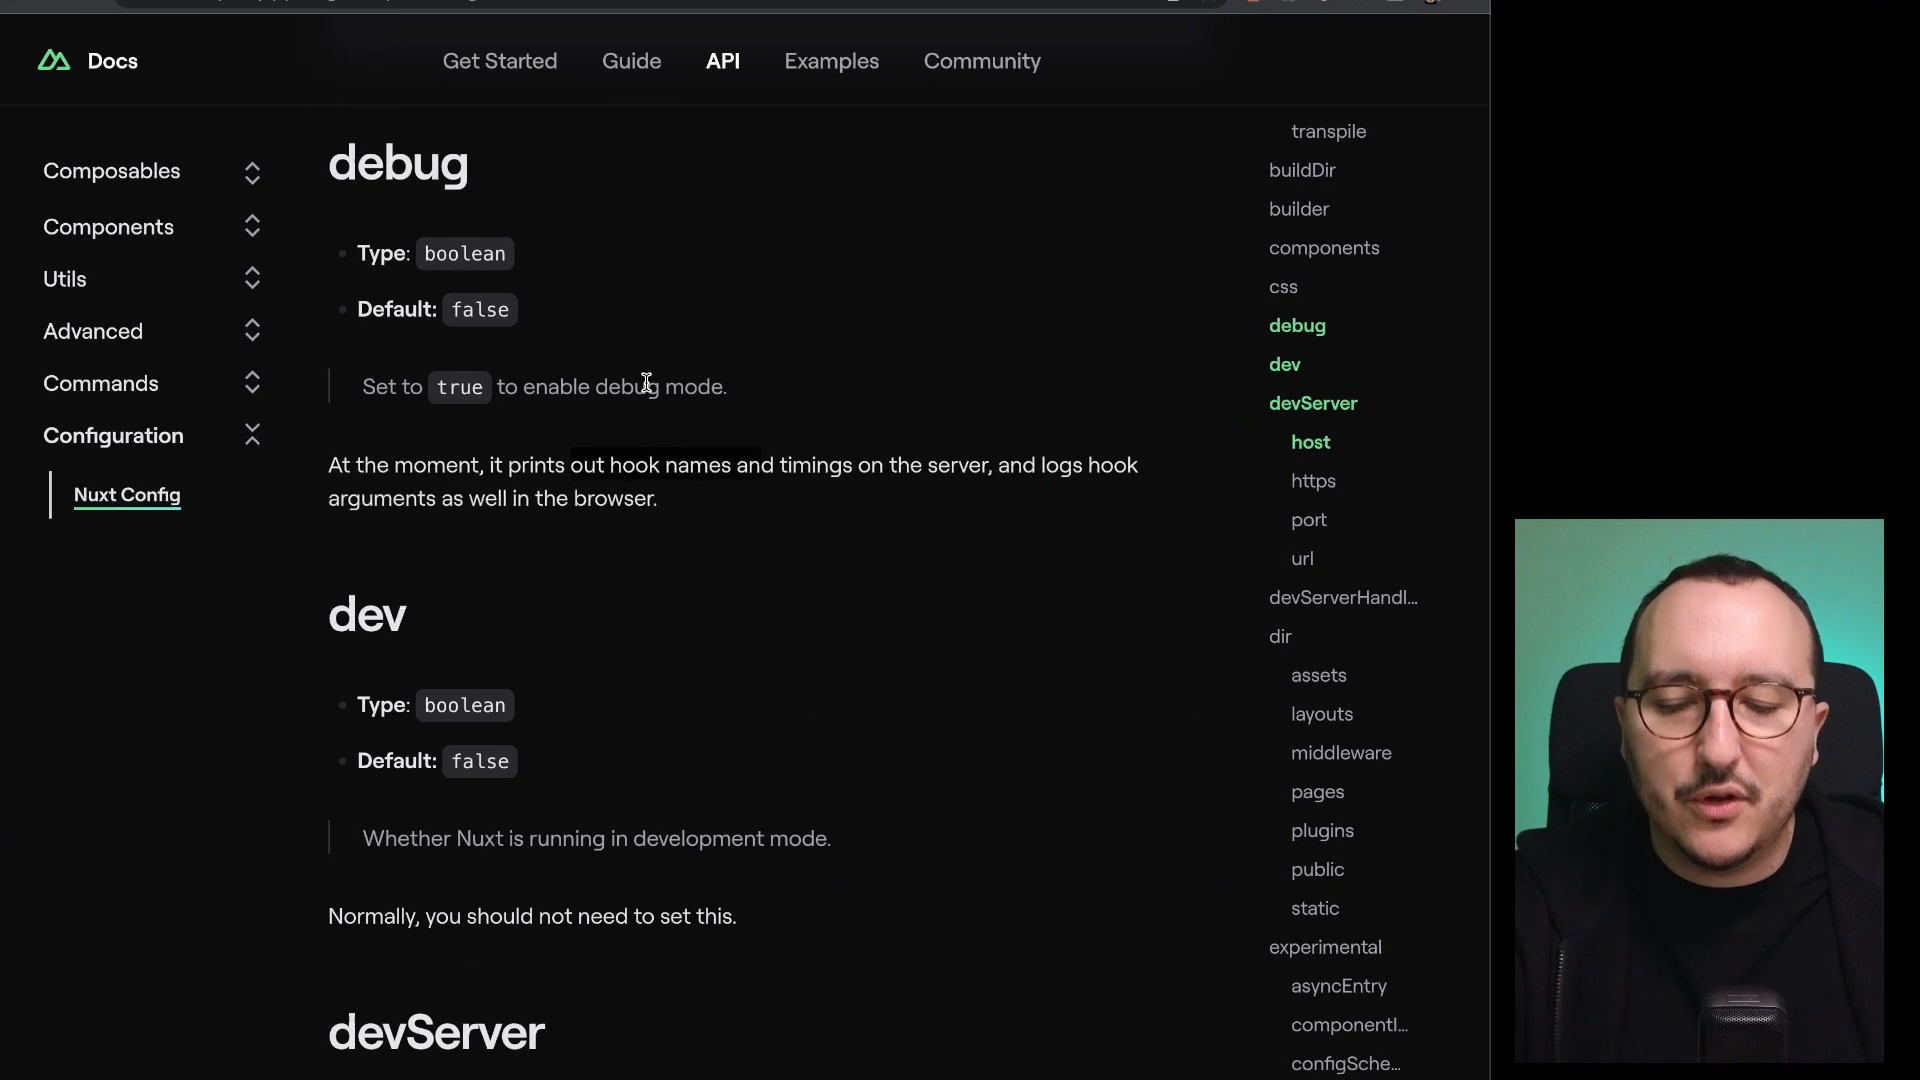 Docs
Get Started
Guide
API
Examples
Community
Composables
Components
Utils
Advanced
Commands
Configuration
Nuxt Config
debug
Type: boolean
Default: false
Set to true to enable debug mode.
At the moment, it prints out hook names and timings on the server, and logs hook
arguments as well in the browser.
dev
Type: boolean
Default: false
Whether Nuxt is running in development mode.
Normally, you should not need to set this.
devServer
transpile
buildDir
builder
components
css
debug
dev
devServer
host
https
port
url
devServerHandl...
dir
assets
layouts
middleware
pages
plugins
public
static
experimental
asyncEntry
componentI...
configSche...